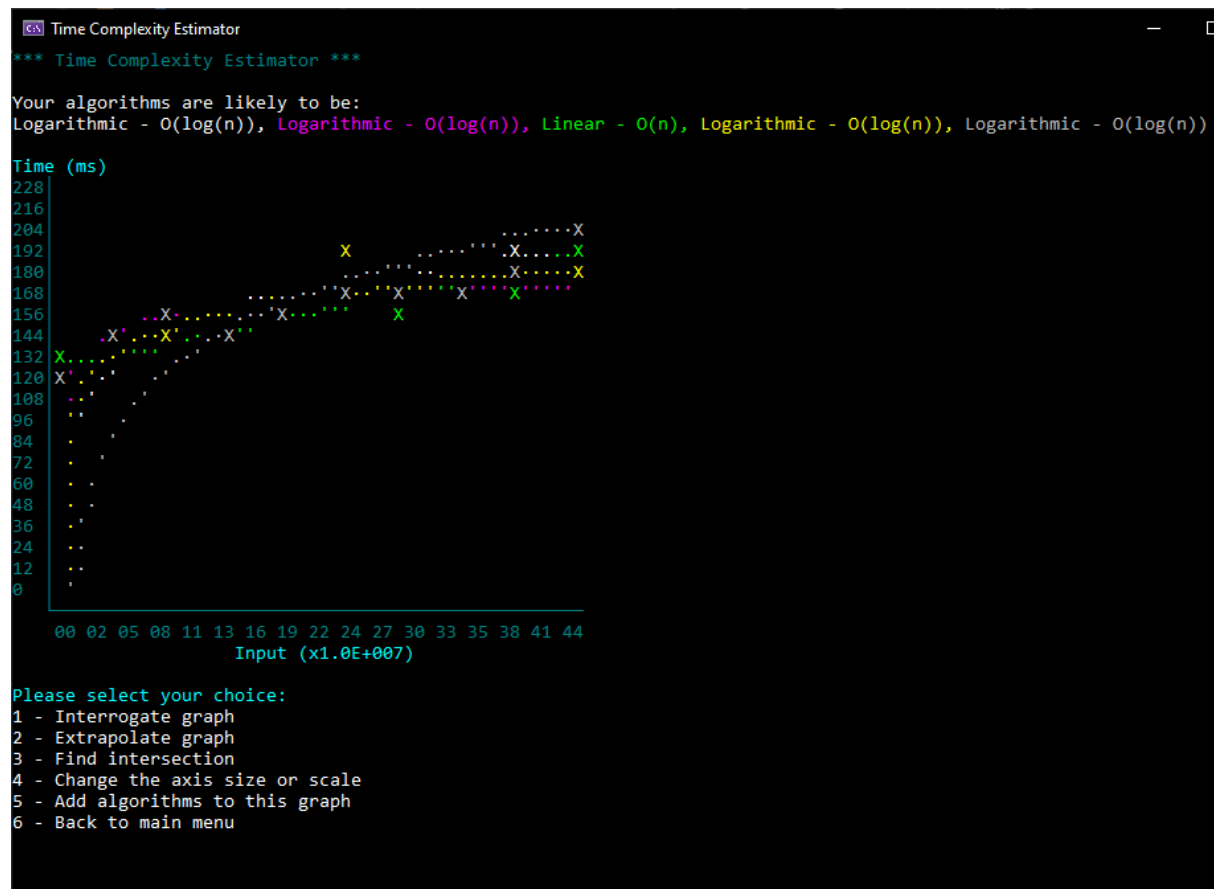 Time Complexity Estimator
*** Time Complexity Estimator ***
Your algorithms are likely to be:
Logarithmic - O(log(n)), Logarithmic - O(log(n)), Linear - O(n), Logarithmic - O(log(n)), Logarithmic - O(log(n))
Time (ms)
228
216
204
192
180
168
156
144
132
120
108
96
84
72
60
48
36
24
12
0
00 02 05 08 11 13 16 19 22 24 27 30 33 35 38 41 44
Input (x1.0E+007)
Please select your choice:
1 - Interrogate graph
2 - Extrapolate graph
3 - Find intersection
4 - Change the axis size or scale
5 - Add algorithms to this graph
6 - Back to main menu